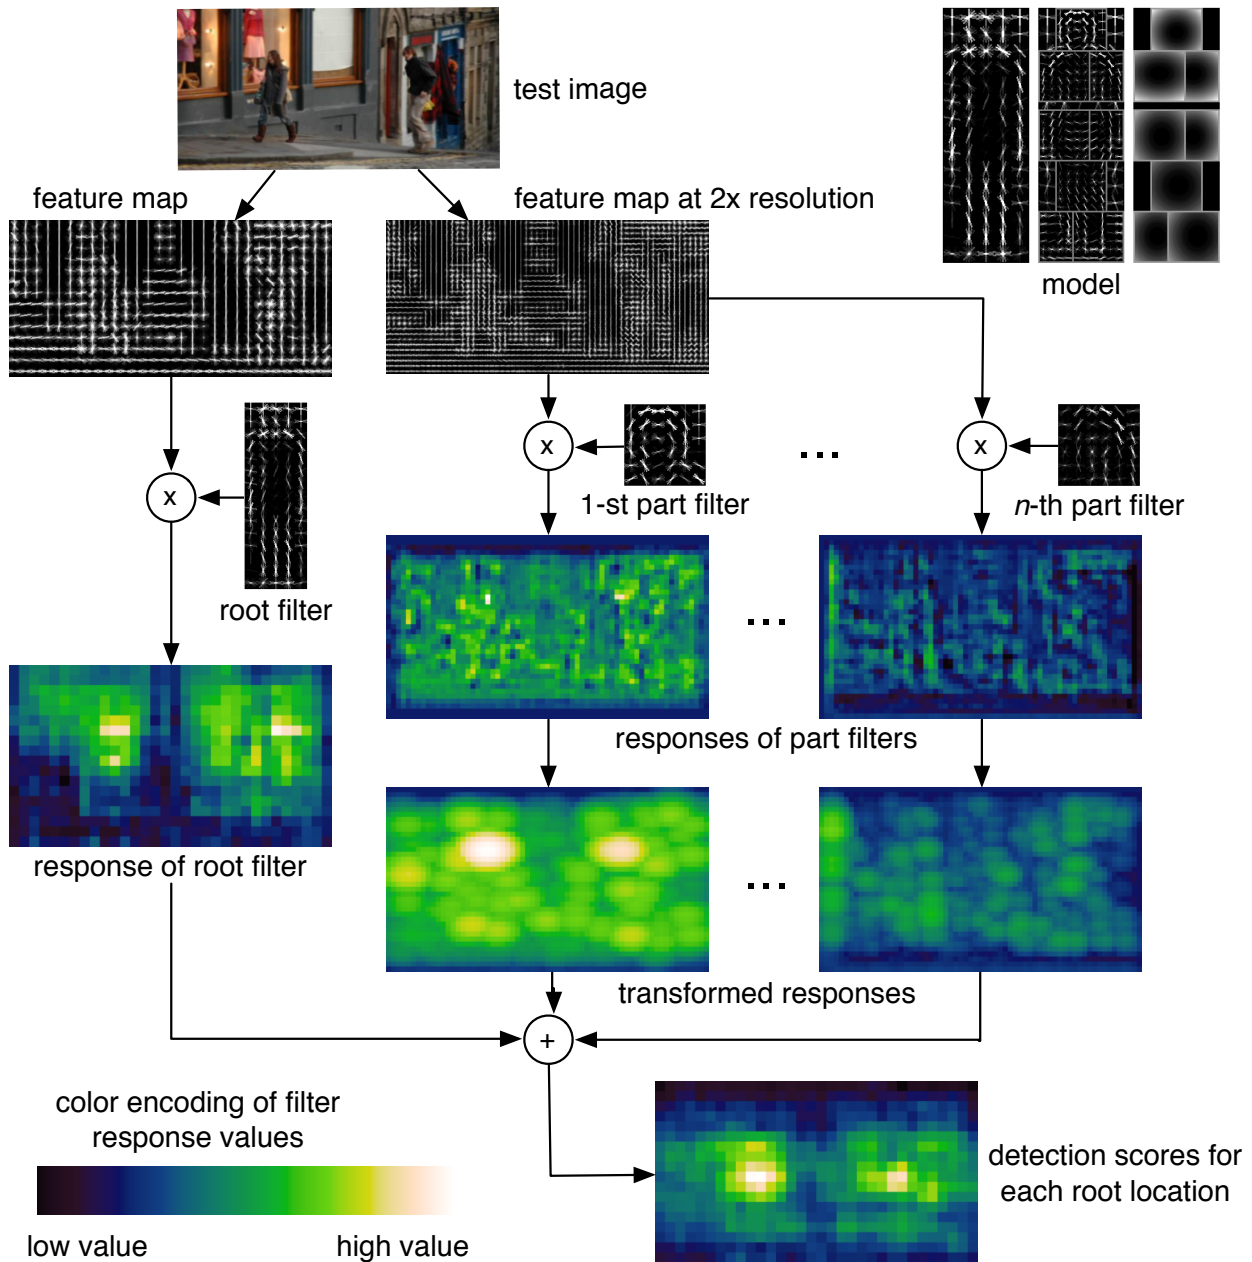 test image
model
feature map
feature map at 2x resolution
x
x
...
x
1-st part filter
n-th part filter
root filter
...
responses of part filters
response of root filter
...
transformed responses
+
color encoding of filter
response values
low value
high value
detection scores for
each root location